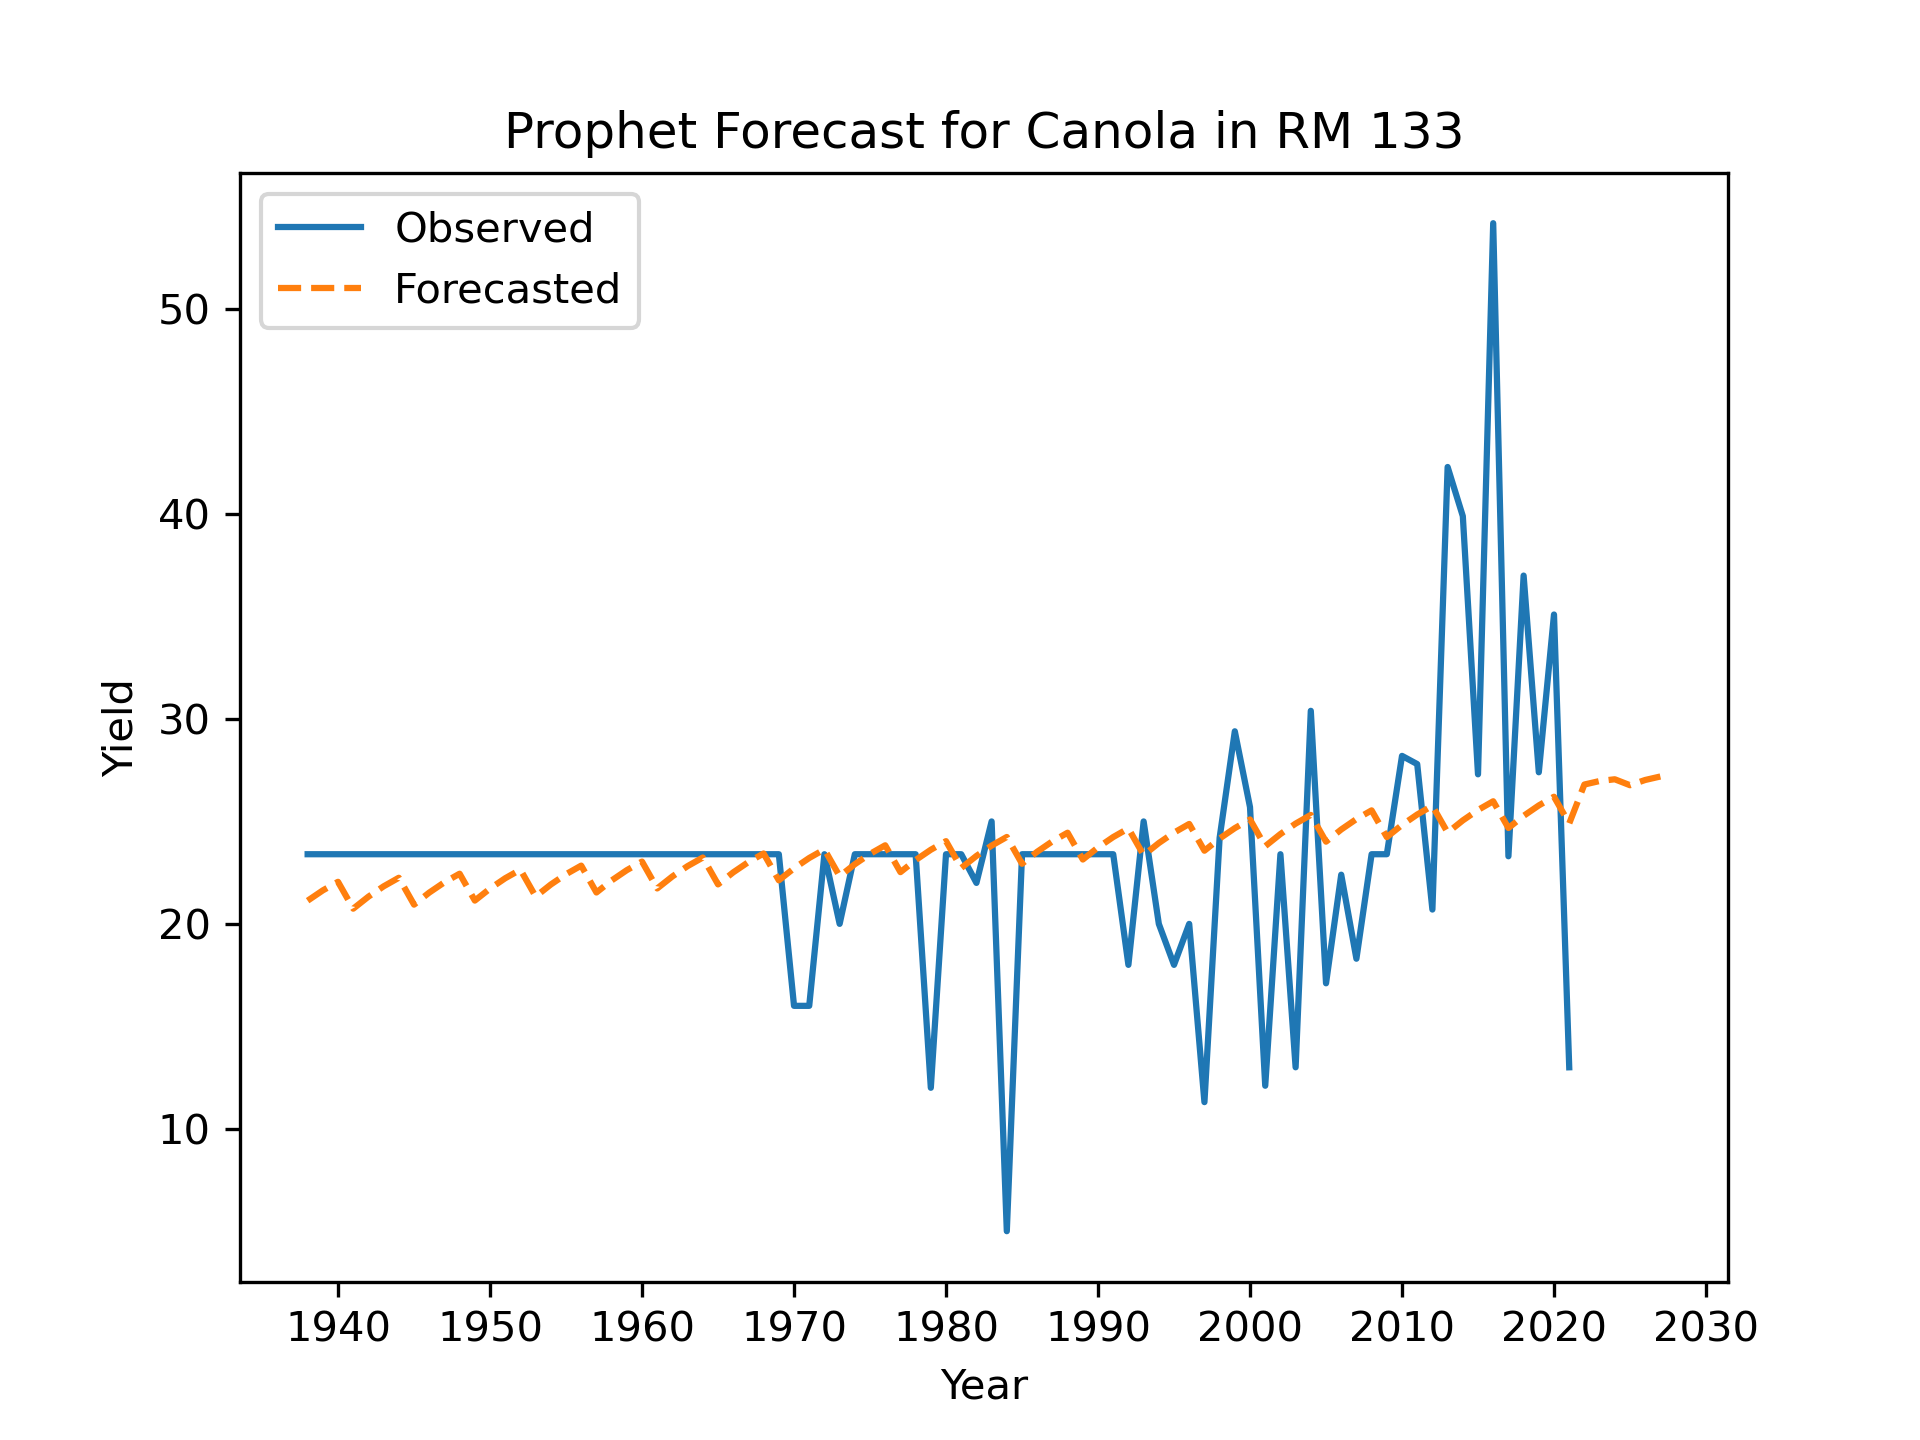 Prophet Forecast for Canola in RM 133
Observed
Forecasted
50
40
30
20
10
Yield
1940 1950 1960 1970 1980 1990 2000 2010 2020 2030
Year